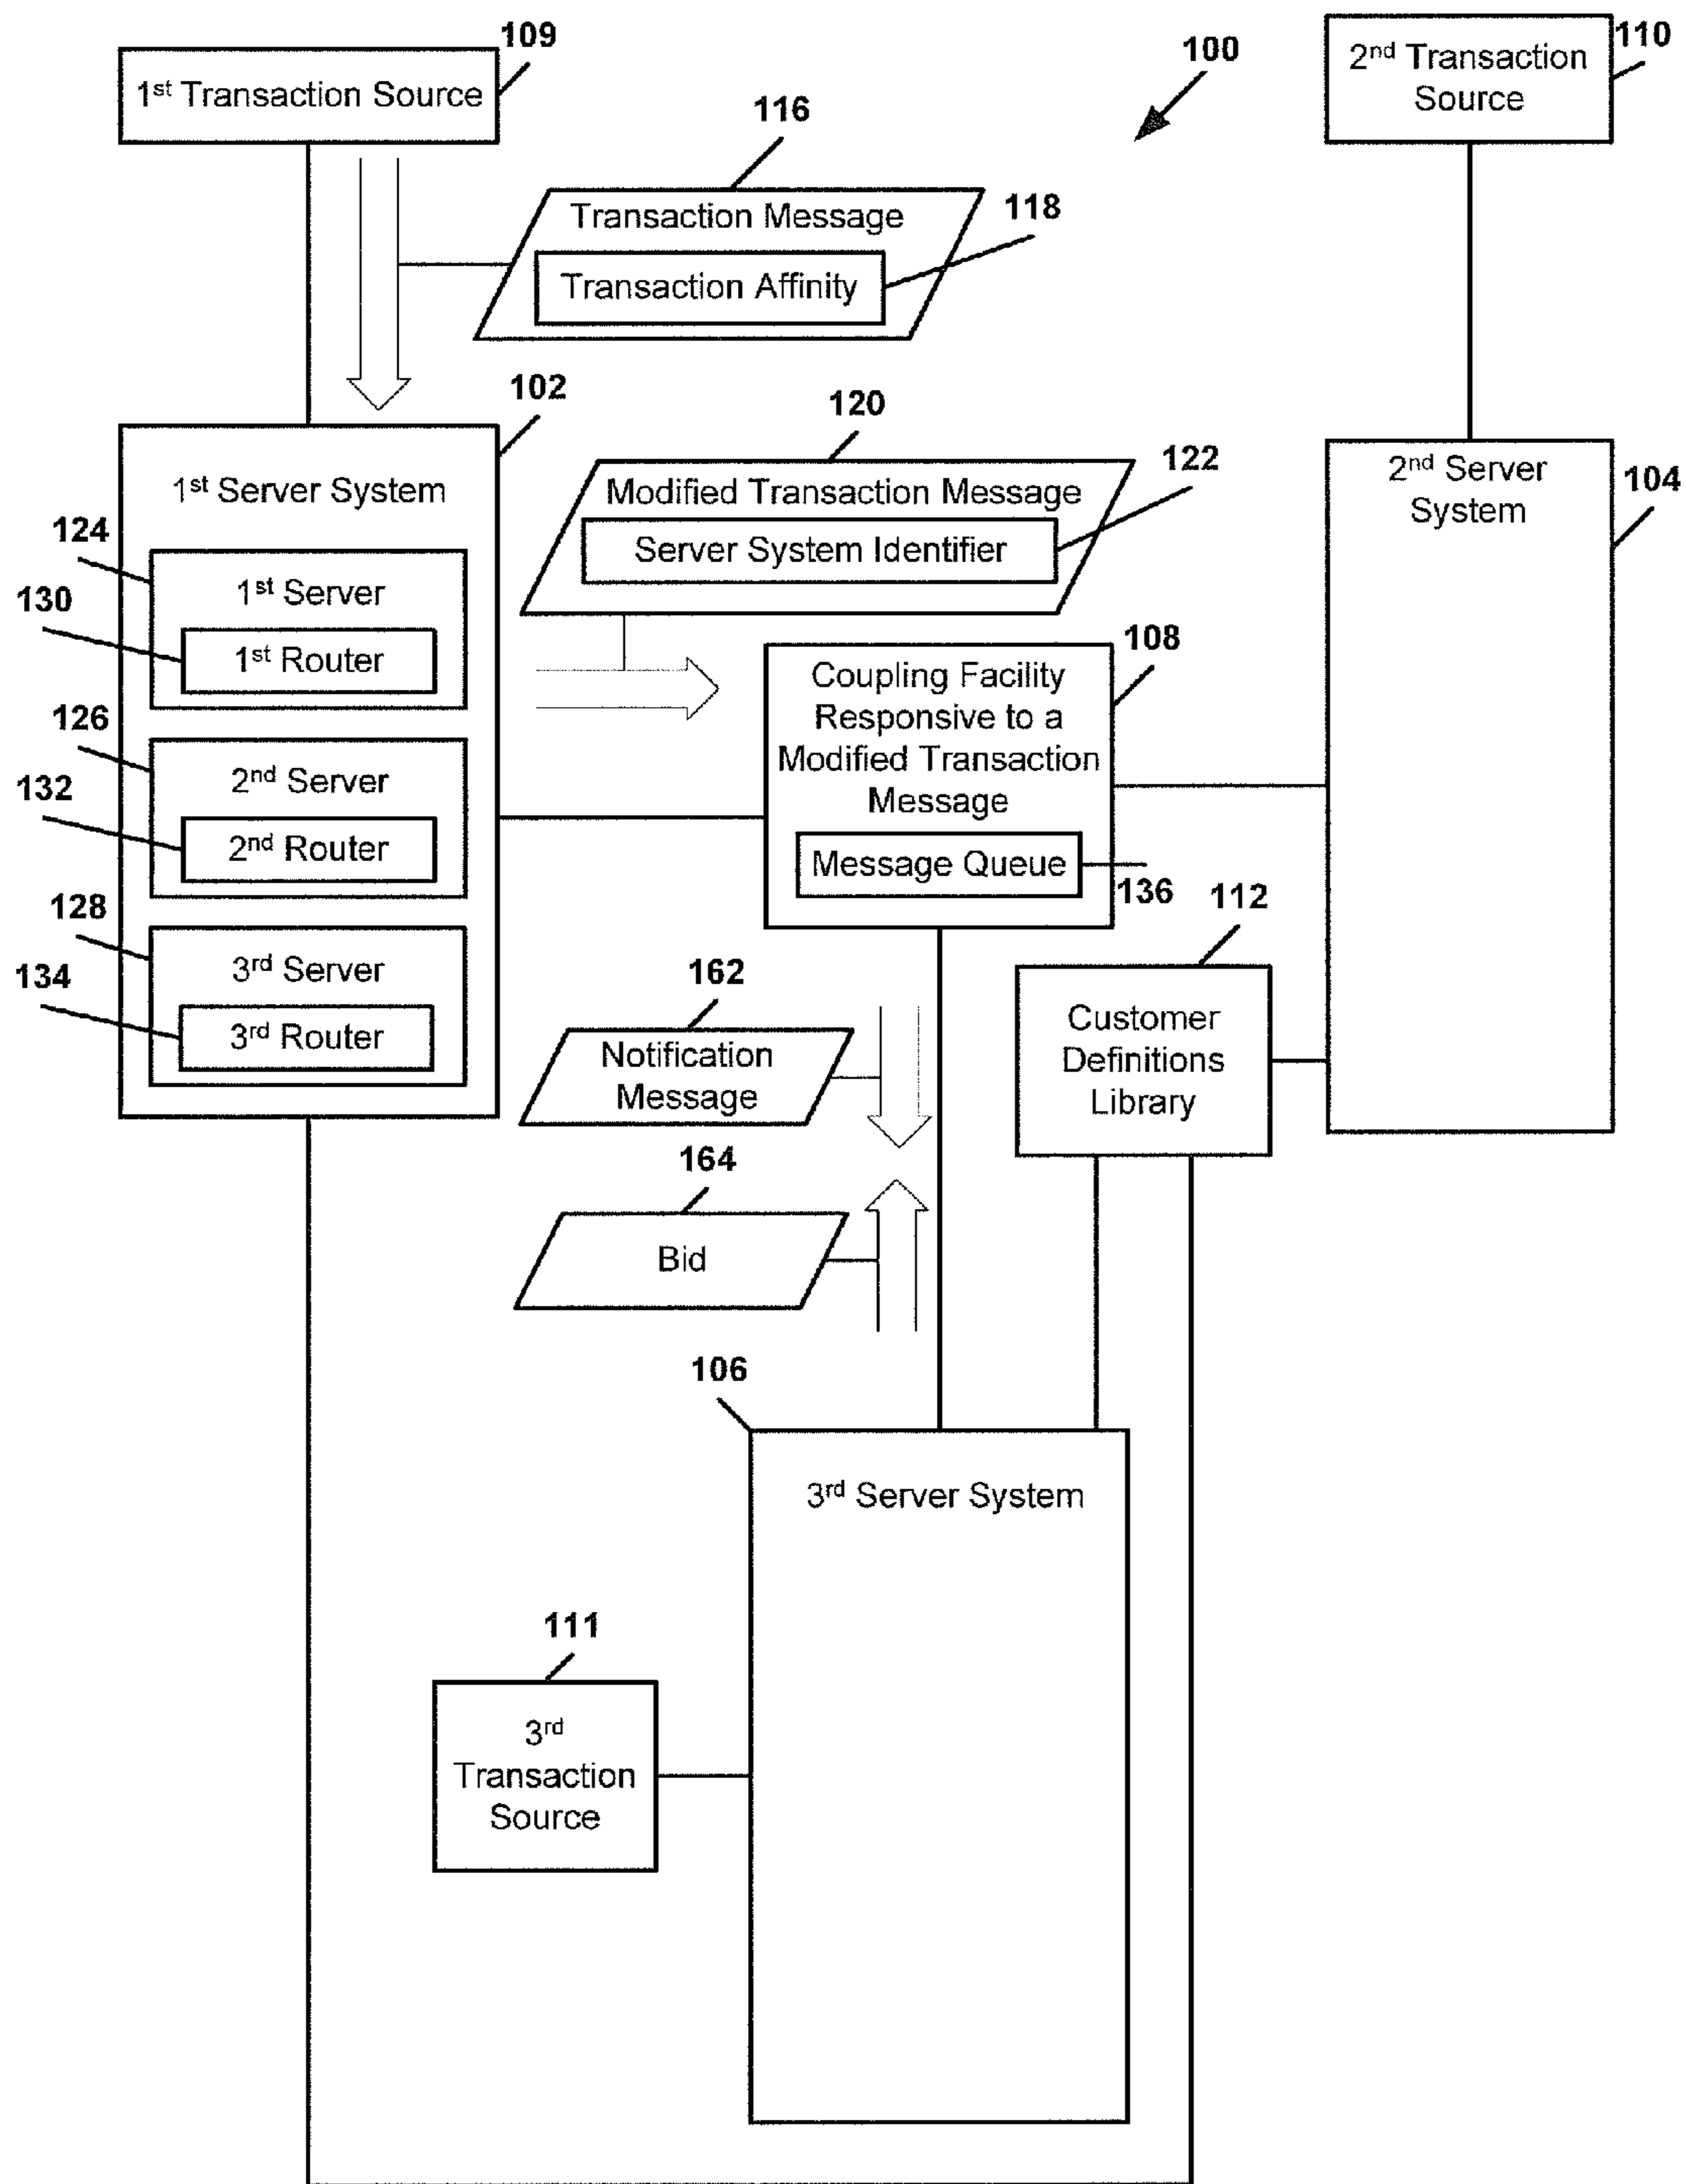 109
1st Transaction Source
100
2nd Transaction
Source
110
116
Transaction Message
118
Transaction Affinity
102
120
122
1st Server System
Modified Transaction Message
Server System Identifier
2nd Server
System
104
124
1st Server
130
1st Router
108
Coupling Facility
Responsive to a
Modified Transaction
Message
126
2nd Server
132
2nd Router
Message Queue
136
112
128
3rd Server
134
3rd Router
162
Notification
Message
Customer
Definitions
Library
164
Bid
106
3rd Server System
111
3rd
Transaction
Source